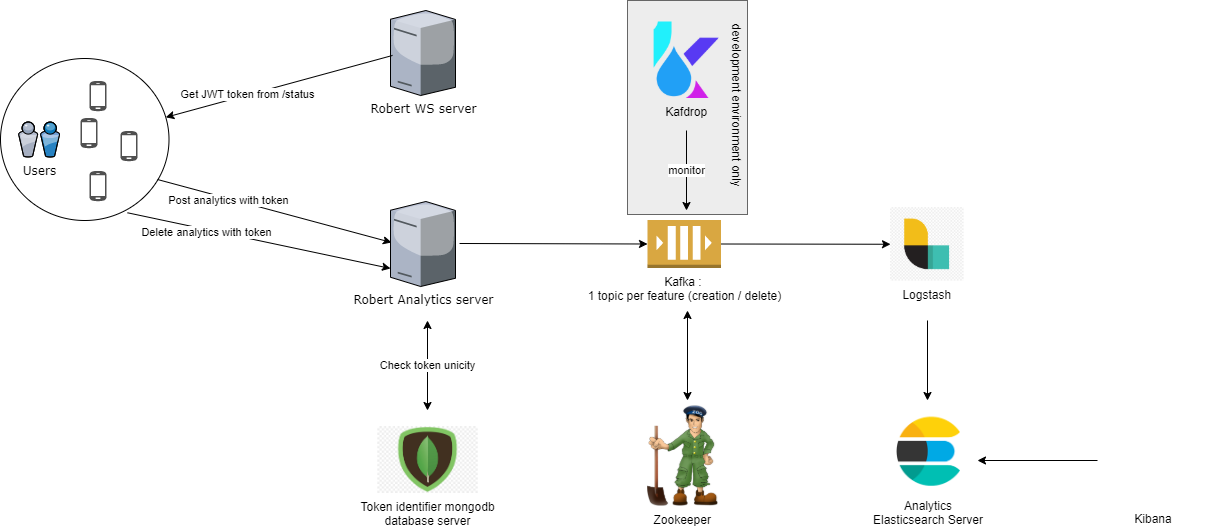 Robert WS server
Get JWT token from /status
Users
Kafdrop
development environment only
monitor
Post analytics with token
Delete analytics with token
Robert Analytics server
Kafka :
1 topic per feature (creation / delete)
Logstash
Check token unicity
Token identifier mongodb
database server
ZOO
Zookeeper
Analytics
Elasticsearch Server
Kibana